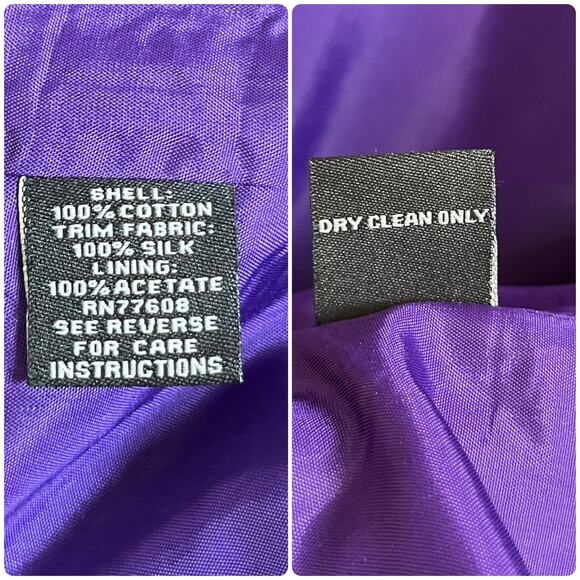 SHELL:
100% COTTON
TRIM FABRIC:
100% SILK
LINING:
100% ACETATE
RN77608
SEE REVERSE
FOR CARE
INSTRUCTIONS
DRY CLEAN ONLY